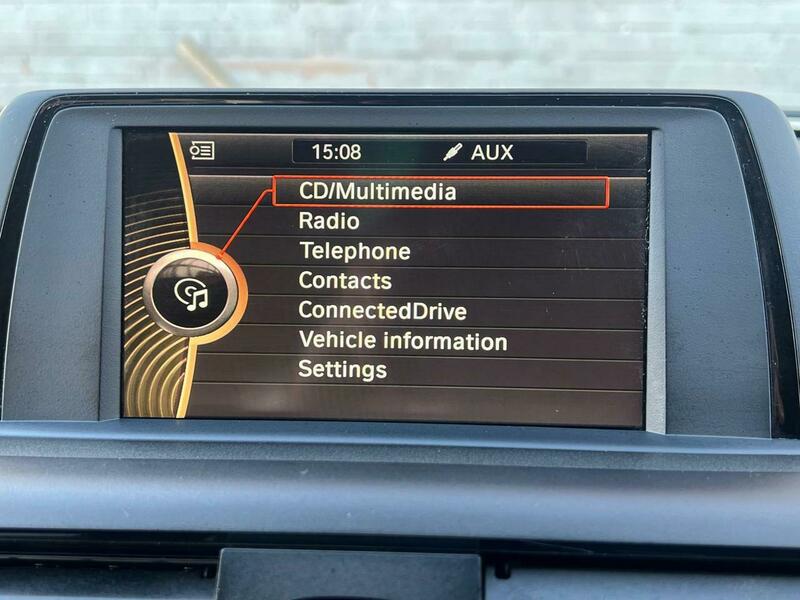 15:08 AUX
CD/Multimedia
Radio
Telephone
Contacts
ConnectedDrive
Vehicle information
Settings